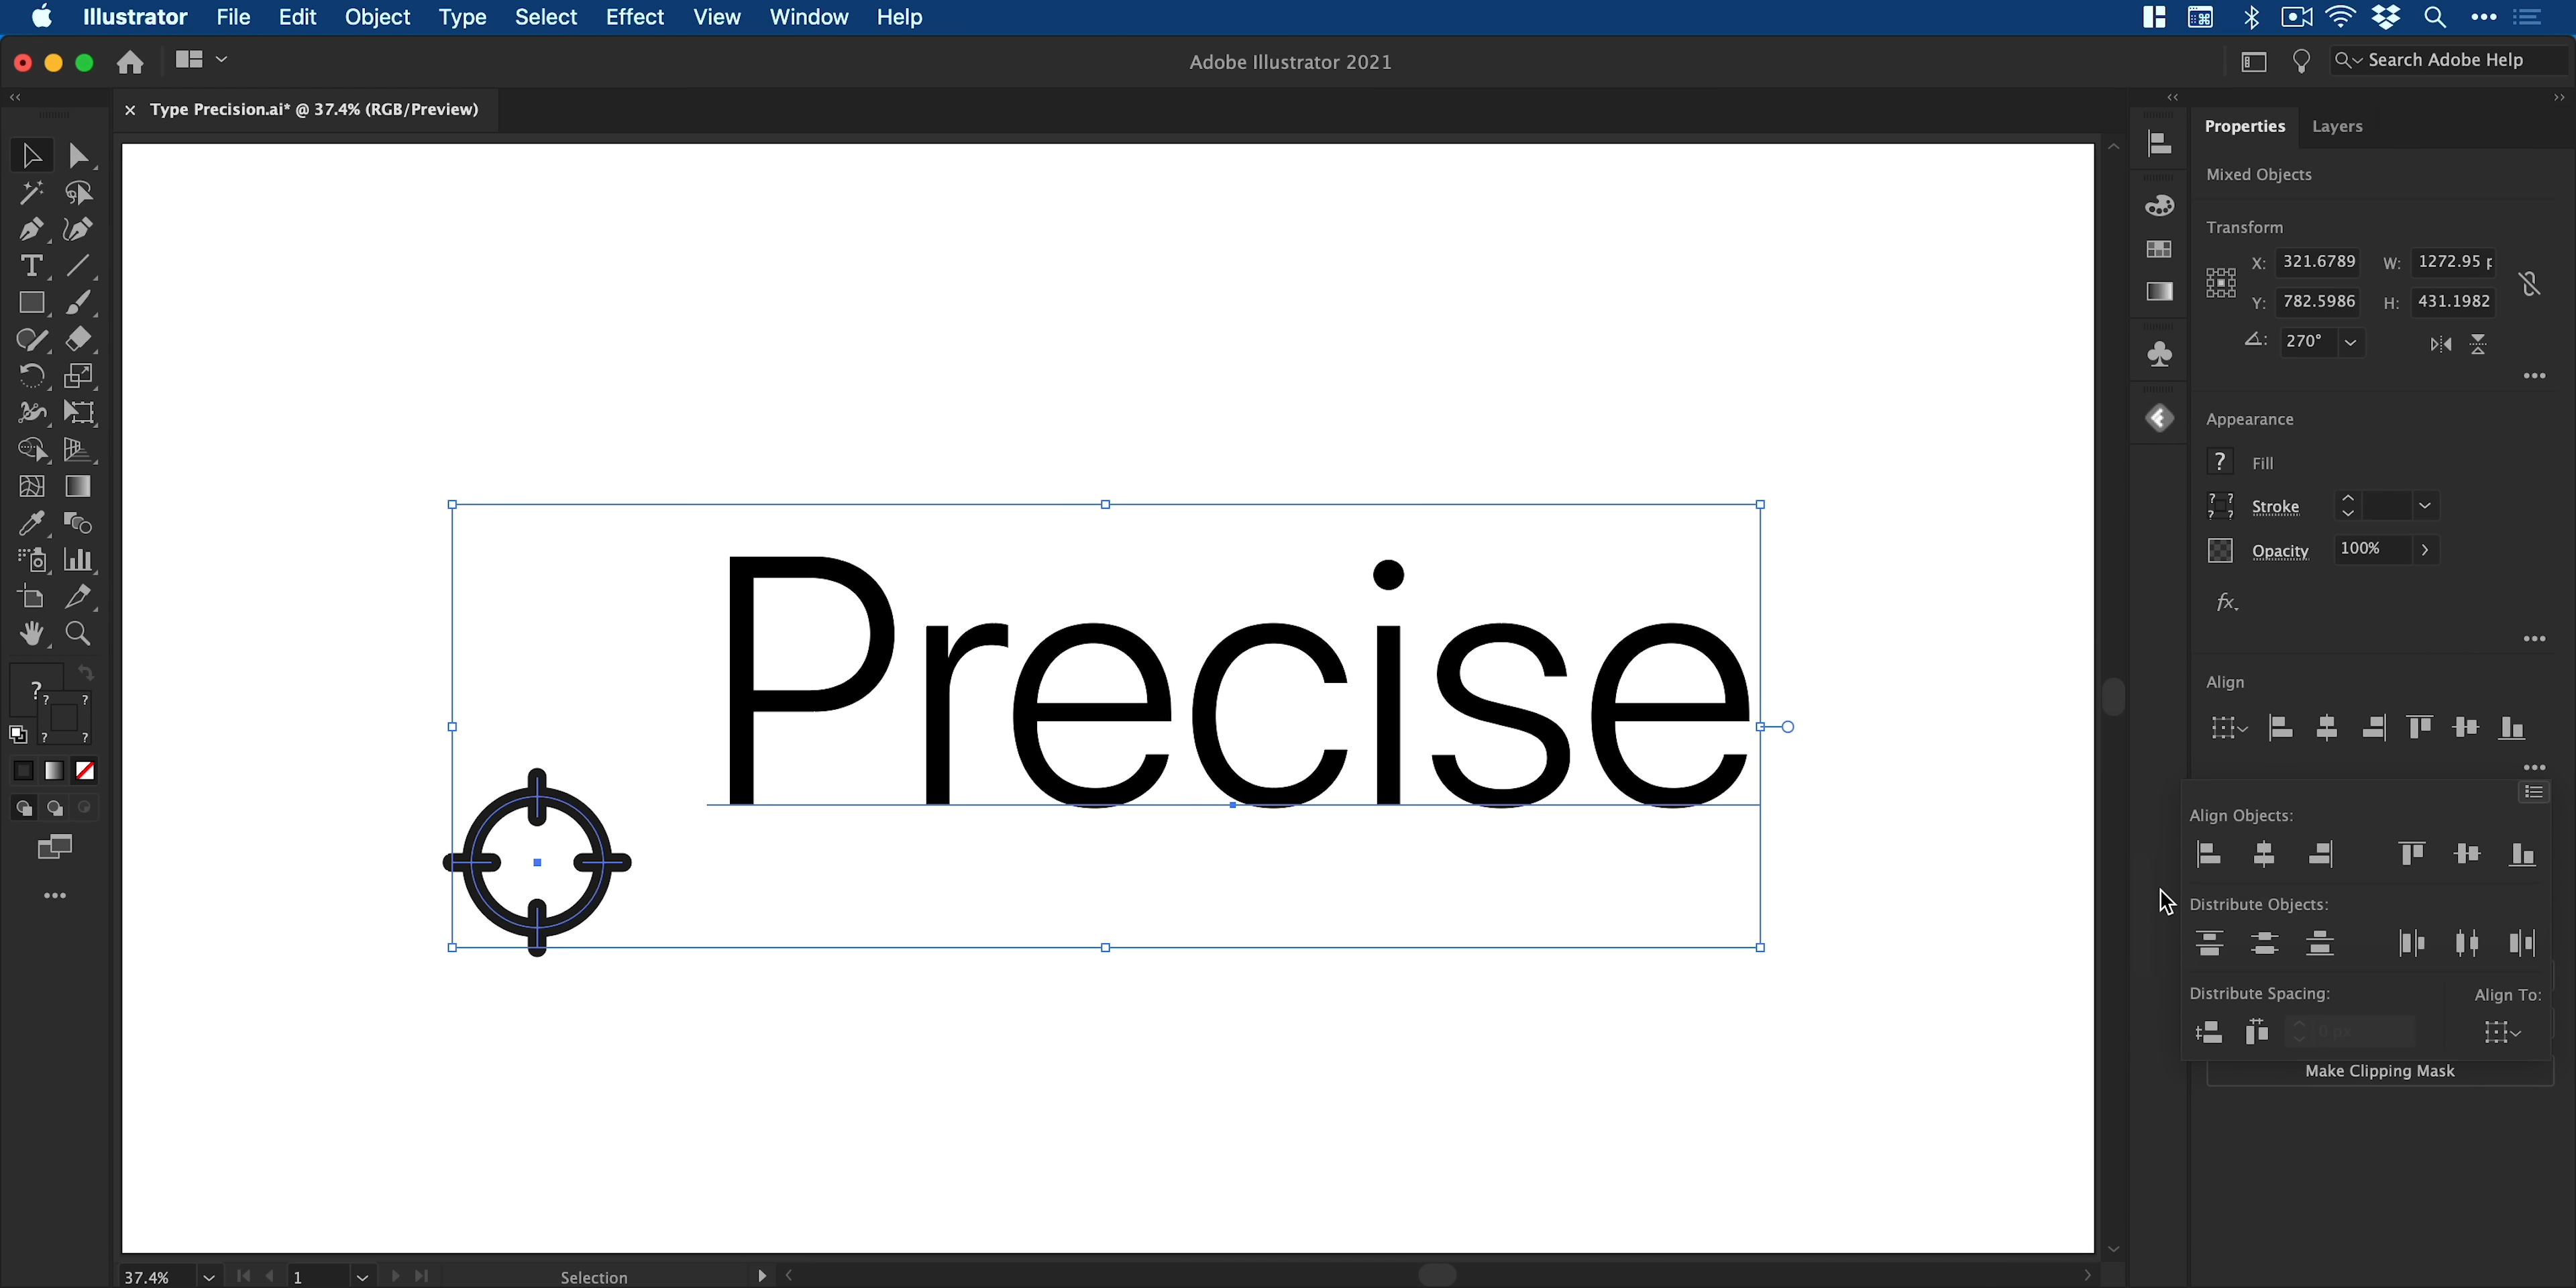 Illustrator File Edit Object Type Select Effect View Window Help
Adobe Illustrator 2021
Search Adobe Help
Type Precision.ai* @ 37.4% (RGB/Preview)
Properties Layers
Mixed Objects
Transform
X: 321.6789 W: 1272.95 p
Y: 782.5986 H: 431.1982
270°
Appearance
? Fill
Stroke
Opacity 100%
fx.
Precise
Align
Align Objects:
Distribute Objects:
Distribute Spacing: Align To:
0 px
Make Clipping Mask
37.4% 1 Selection